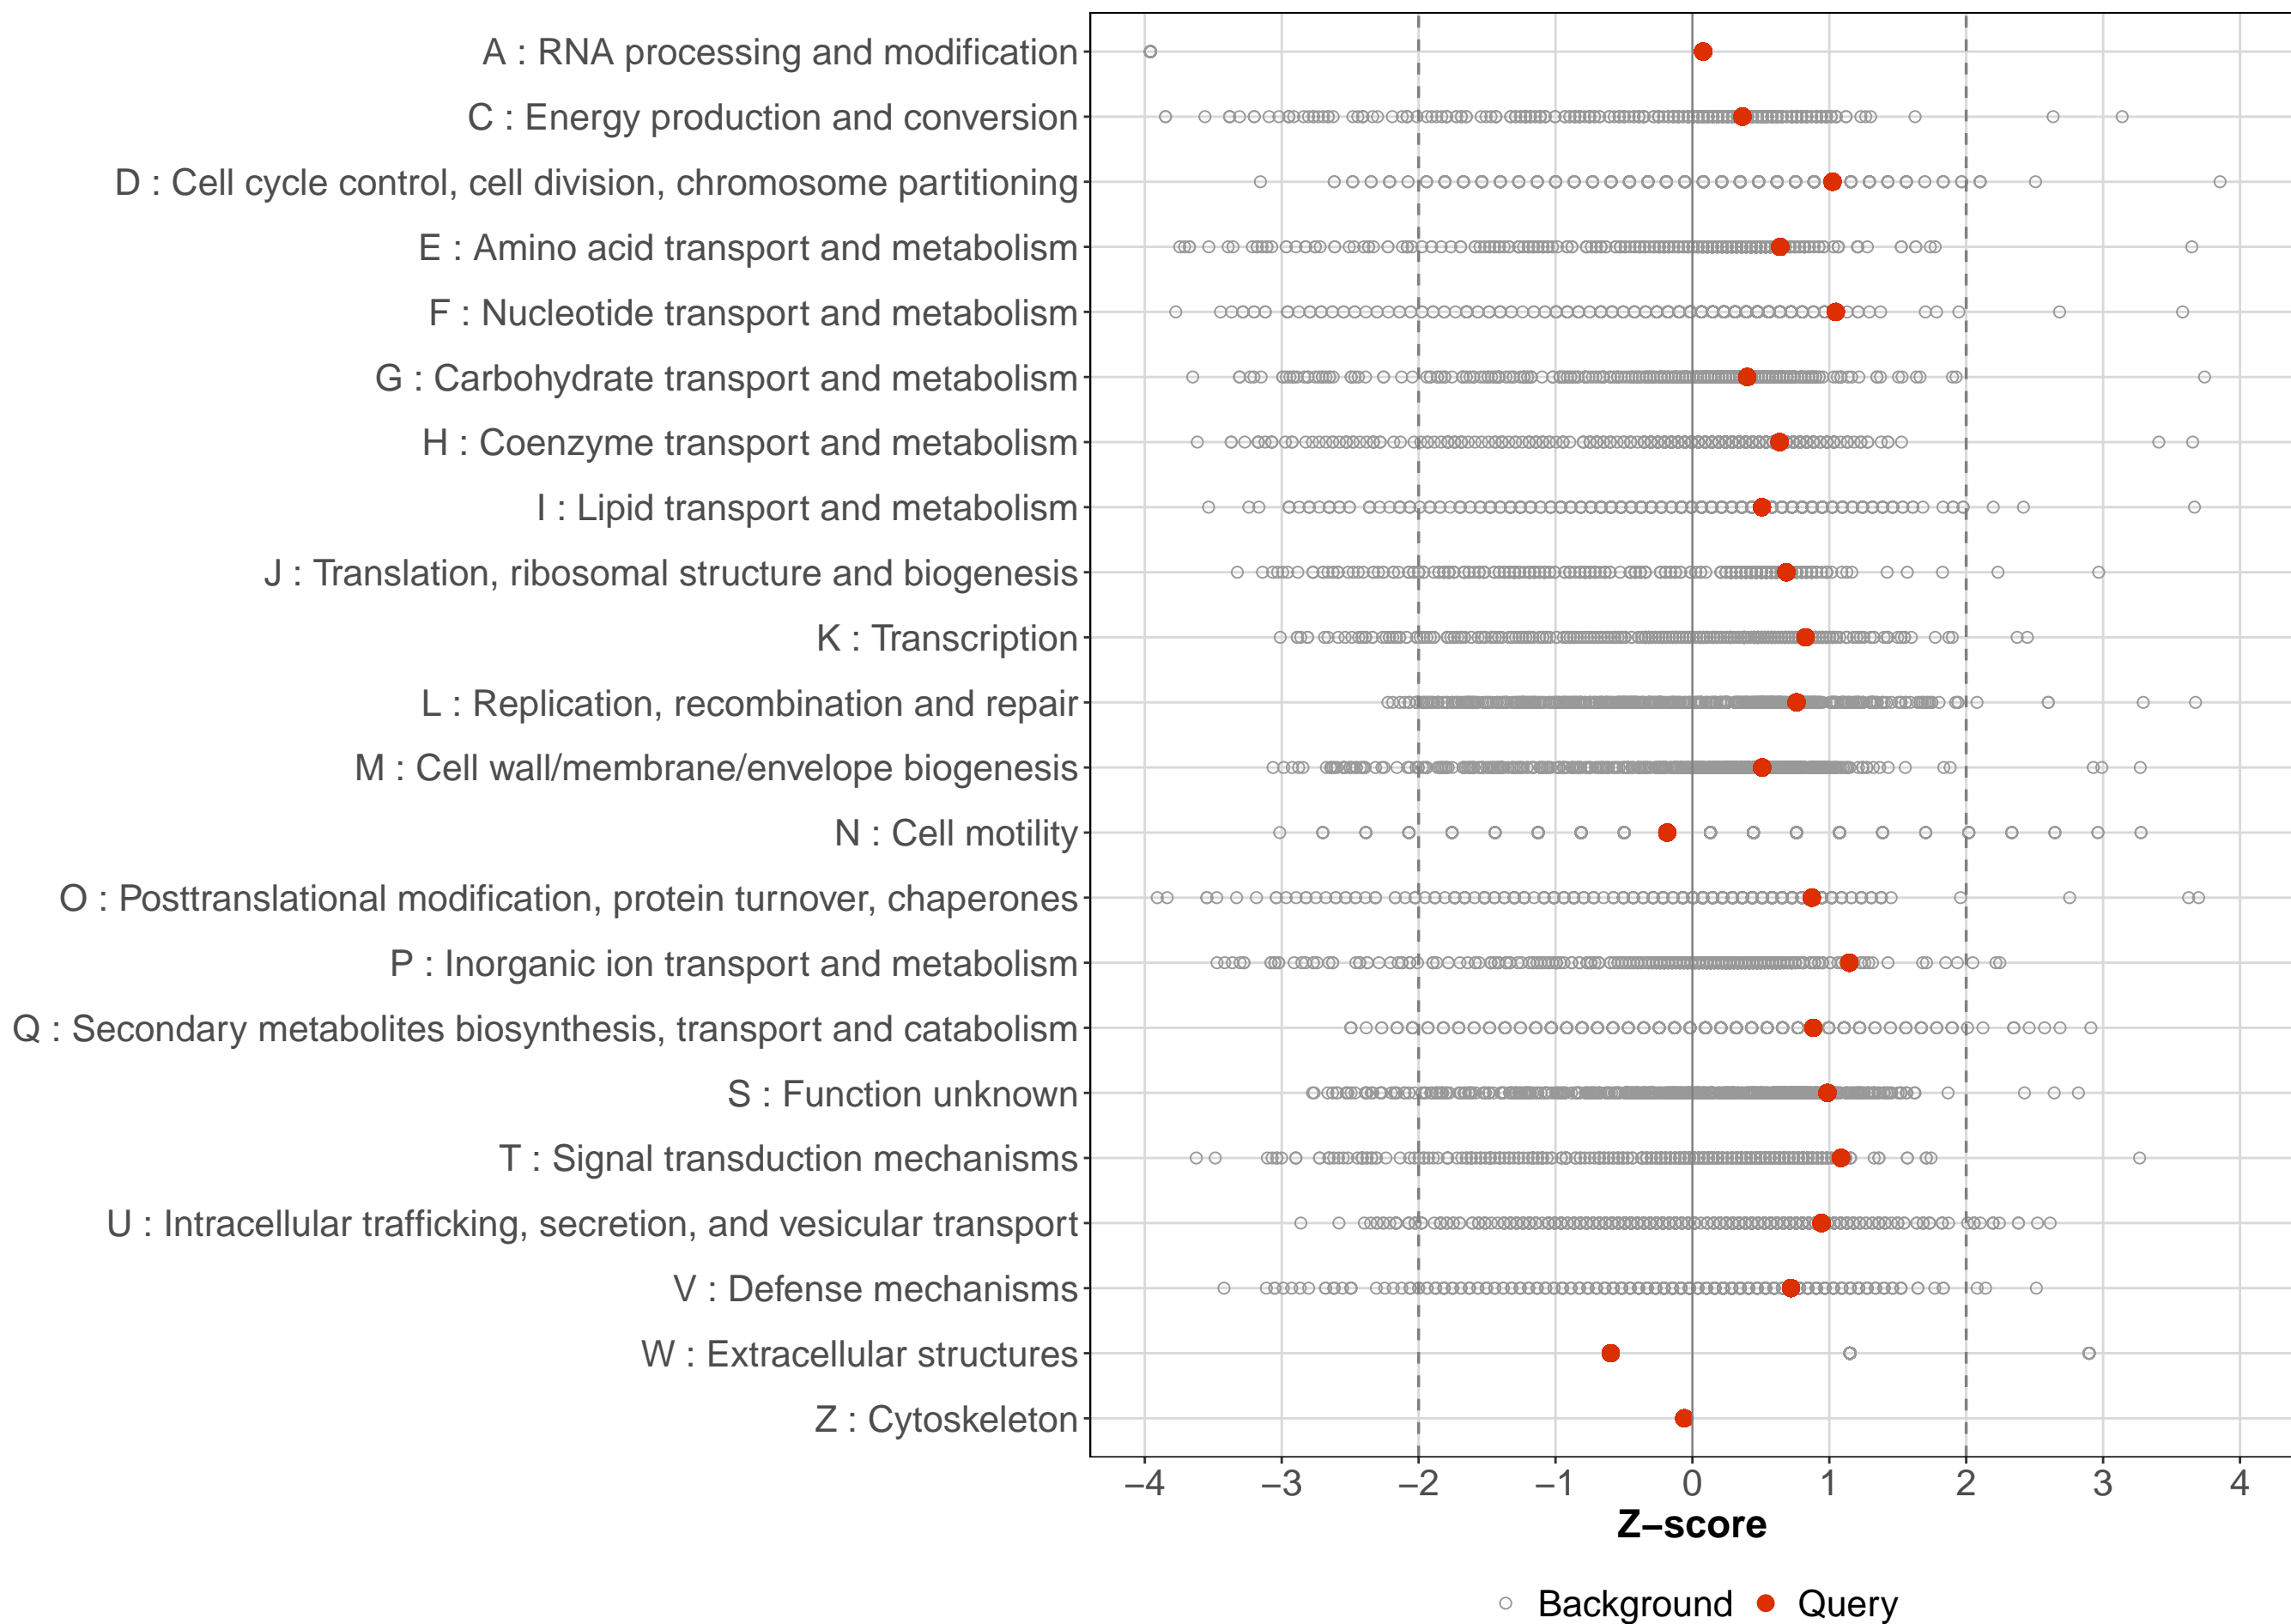 A : RNA processing and modification
C : Energy production and conversion
D : Cell cycle control, cell division, chromosome partitioning
E : Amino acid transport and metabolism
F : Nucleotide transport and metabolism
G : Carbohydrate transport and metabolism
H : Coenzyme transport and metabolism
I : Lipid transport and metabolism
J : Translation, ribosomal structure and biogenesis
K : Transcription
L : Replication, recombination and repair
M : Cell wall/membrane/envelope biogenesis
N : Cell motility
O : Posttranslational modification, protein turnover, chaperones
P : Inorganic ion transport and metabolism
Q : Secondary metabolites biosynthesis, transport and catabolism
S : Function unknown
T : Signal transduction mechanisms
U : Intracellular trafficking, secretion, and vesicular transport
V : Defense mechanisms
W : Extracellular structures
Z : Cytoskeleton
−4 −3 −2 −1 0 1 2 3 4
Z−score
Background Query